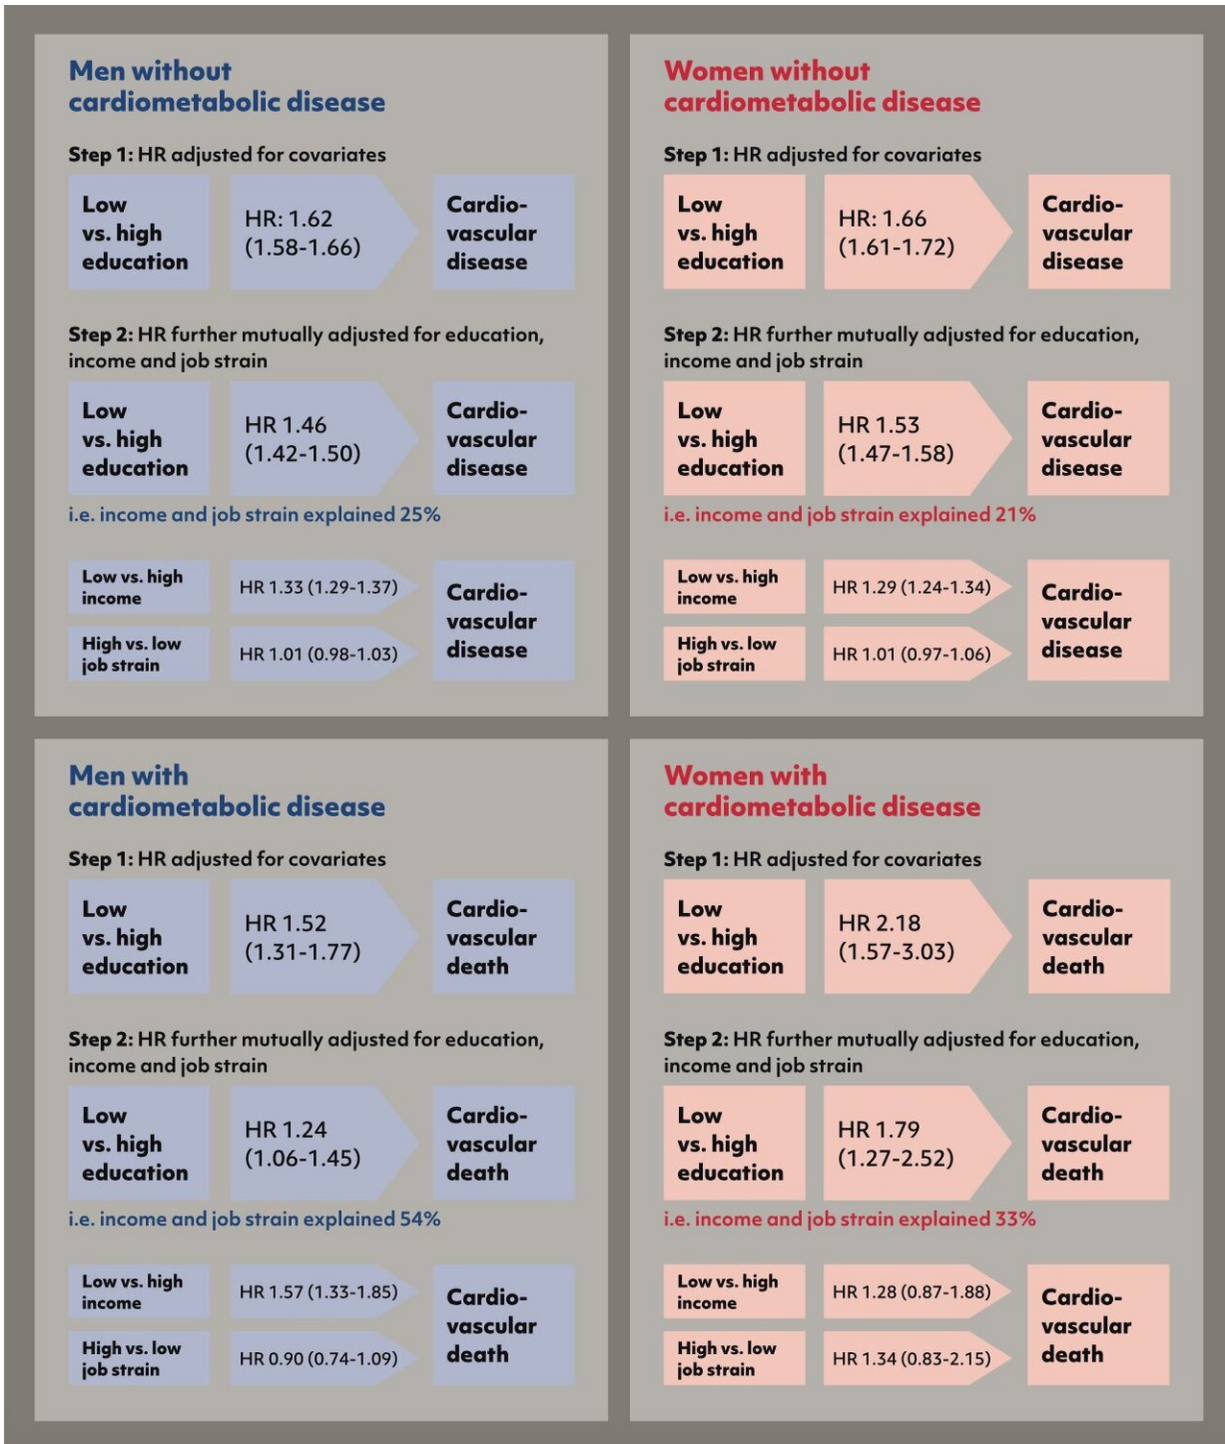 Men without
cardiometabolic disease
Step 1: HR adjusted for covariates
Low
vs. high
education
HR: 1.62
(1.58-1.66)
Cardio-
vascular
disease
Step 2: HR further mutually adjusted for education,
income and job strain
Low
vs. high
education
HR 1.46
(1.42-1.50)
Cardio-
vascular
disease
i.e. income and job strain explained 25%
Low vs. high
income
HR 1.33 (1.29-1.37)
High vs. low
job strain
HR 1.01 (0.98-1.03)
Cardio-
vascular
disease
Women without
cardiometabolic disease
Step 1: HR adjusted for covariates
Low
vs. high
education
HR: 1.66
(1.61-1.72)
Cardio-
vascular
disease
Step 2: HR further mutually adjusted for education,
income and job strain
Low
vs. high
education
HR 1.53
(1.47-1.58)
Cardio-
vascular
disease
i.e. income and job strain explained 21%
Low vs. high
income
HR 1.29 (1.24-1.34)
High vs. low
job strain
HR 1.01 (0.97-1.06)
Cardio-
vascular
disease
Men with
cardiometabolic disease
Step 1: HR adjusted for covariates
Low
vs. high
education
HR 1.52
(1.31-1.77)
Cardio-
vascular
death
Step 2: HR further mutually adjusted for education,
income and job strain
Low
vs. high
education
HR 1.24
(1.06-1.45)
Cardio-
vascular
death
i.e. income and job strain explained 54%
Low vs. high
income
HR 1.57 (1.33-1.85)
High vs. low
job strain
HR 0.90 (0.74-1.09)
Cardio-
vascular
death
Women with
cardiometabolic disease
Step 1: HR adjusted for covariates
Low
vs. high
education
HR 2.18
(1.57-3.03)
Cardio-
vascular
death
Step 2: HR further mutually adjusted for education,
income and job strain
Low
vs. high
education
HR 1.79
(1.27-2.52)
Cardio-
vascular
death
i.e. income and job strain explained 33%
Low vs. high
income
HR 1.28 (0.87-1.88)
High vs. low
job strain
HR 1.34 (0.83-2.15)
Cardio-
vascular
death